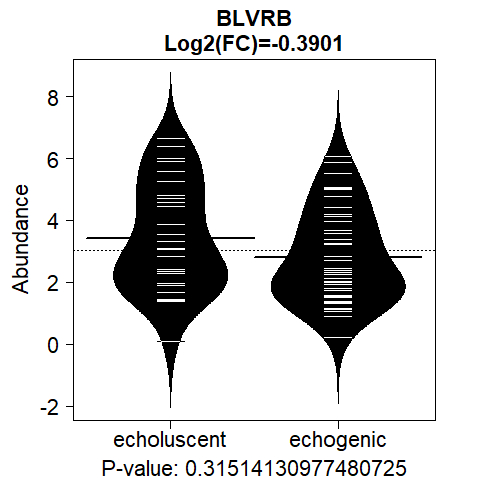 BLVRB
Log2(FC)=-0.3901
Abundance
8
6
4
2
0
-2
echoluscent echogenic
P-value: 0.31514130977480725